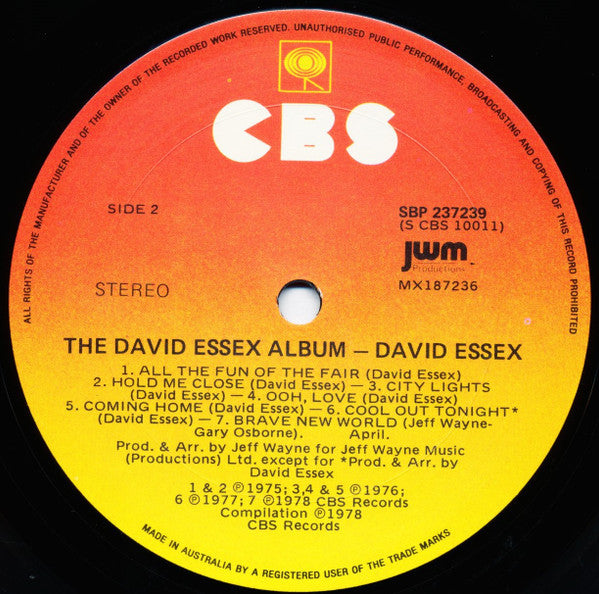 ALL RIGHTS OF THE MANUFACTURER AND OF THE OWNER OF THE RECORDED WORK RESERVED. UNAUTHORISED PUBLIC PERFORMANCE, BROADCASTING AND COPYING OF THIS RECORD PROHIBITED
CBS
SIDE 2
SBP 237239
(S CBS 10011)
jwm
Productions
STEREO
MX187236
THE DAVID ESSEX ALBUM – DAVID ESSEX
1. ALL THE FUN OF THE FAIR (David Essex)
2. HOLD ME CLOSE (David Essex) – 3. CITY LIGHTS
(David Essex) – 4. OOH, LOVE (David Essex)
5. COMING HOME (David Essex) – 6. COOL OUT TONIGHT*
(David Essex) – 7. BRAVE NEW WORLD (Jeff Wayne-
Gary Osborne). April.
Prod. & Arr. by Jeff Wayne for Jeff Wayne Music
(Productions) Ltd. except for *Prod. & Arr. by
David Essex
1 & 2 ℗1975; 3,4 & 5 ℗1976;
6 ℗1977; 7 ℗1978 CBS Records
Compilation ℗1978
CBS Records
MADE IN AUSTRALIA BY A REGISTERED USER OF THE TRADE MARKS